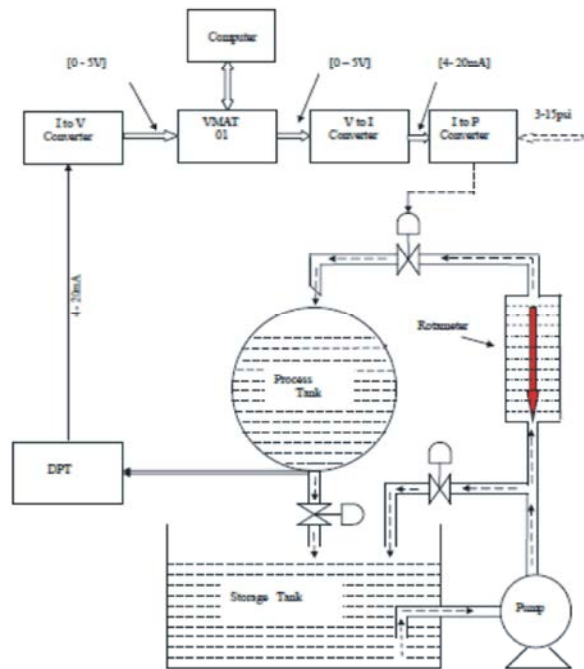 Computer
[0 - 5V]
[0 – 5V]
[4- 20mA]
I to V
Converter
VMAT
01
V to I
Converter
I to P
Converter
3-15psi
4 - 20mA
Rotameter
Process
Tank
DPT
Storage Tank
Pump